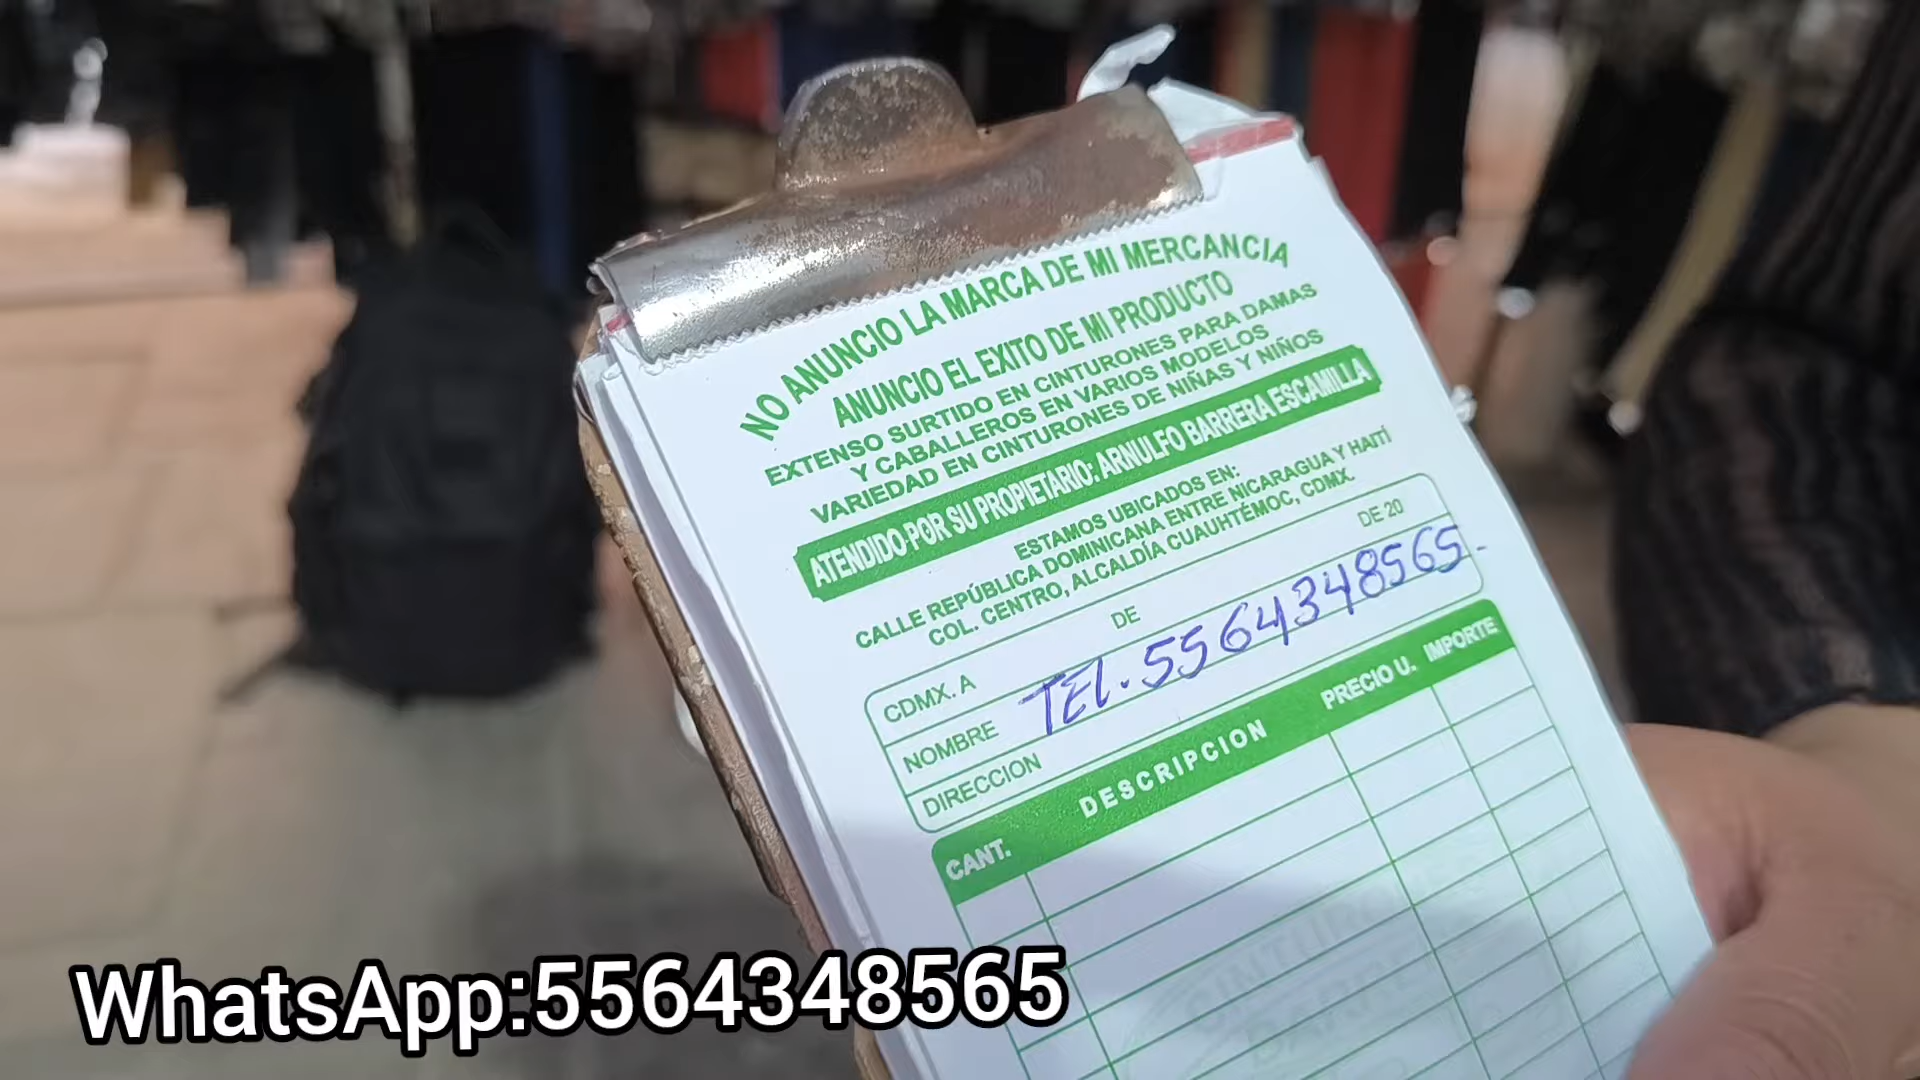 NO ANUNCIO LA MARCA DE MI MERCANCIA
ANUNCIO EL EXITO DE MI PRODUCTO
EXTENSO SURTIDO EN CINTURONES PARA DAMAS
Y CABALLEROS EN VARIOS MODELOS
VARIEDAD EN CINTURONES DE NIÑAS Y NIÑOS
ATENDIDO POR SU PROPIETARIO: ARNULFO BARRERA ESCAMILLA
ESTAMOS UBICADOS EN:
CALLE REPÚBLICA DOMINICANA ENTRE NICARAGUA Y HAITÍ
COL. CENTRO, ALCALDÍA CUAUHTÉMOC, CDMX.
CDMX. A DE DE 20
NOMBRE TEL. 5564348565-
DIRECCION
CANT. DESCRIPCION PRECIO U. IMPORTE
WhatsApp:5564348565